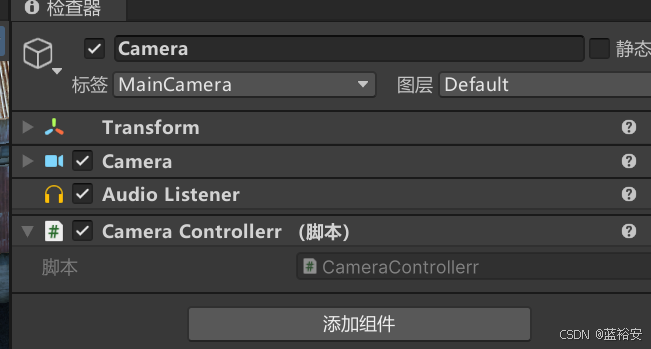 检查器
Camera 静态
标签 MainCamera 图层 Default
Transform
Camera
Audio Listener
Camera Controllerr （脚本）
脚本 CameraControllerr
添加组件
CSDN @蓝裕安